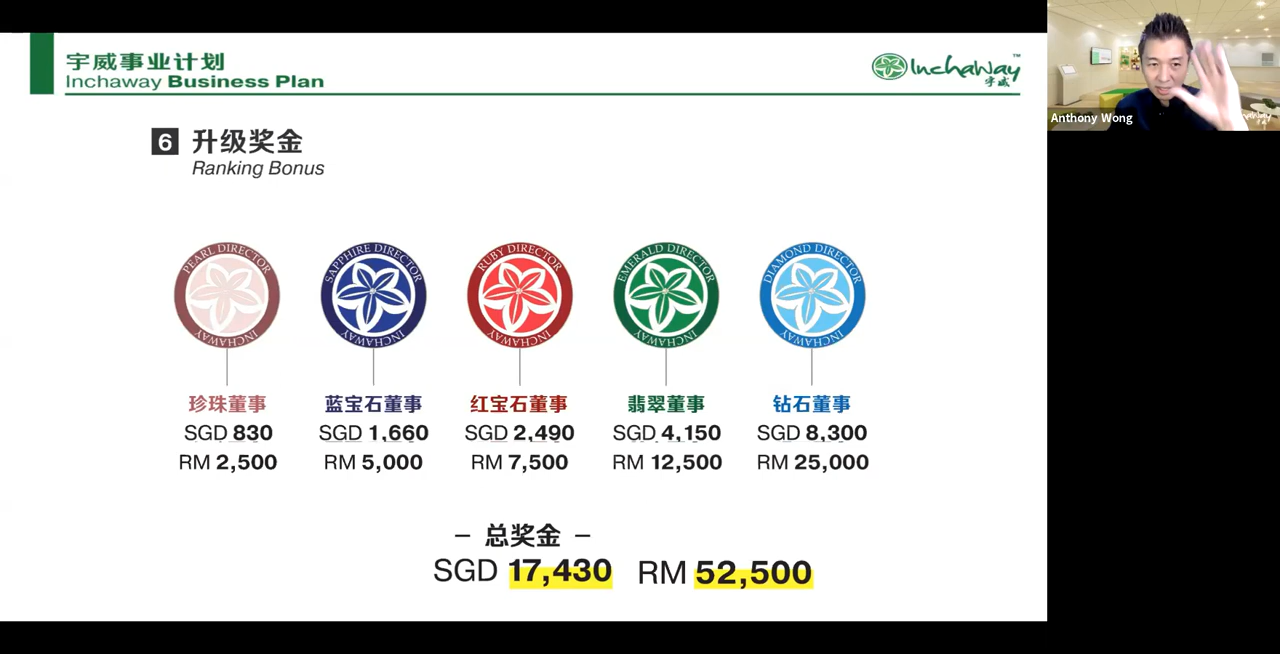 宇威事业计划
Inchaway Business Plan
Inchaway™
宇威
Anthony Wong
6 升级奖金
Ranking Bonus
PEARL DIRECTOR
INCHAWAY
SAPPHIRE DIRECTOR
INCHAWAY
RUBY DIRECTOR
INCHAWAY
EMERALD DIRECTOR
INCHAWAY
DIAMOND DIRECTOR
INCHAWAY
珍珠董事
SGD 830
RM 2,500
蓝宝石董事
SGD 1,660
RM 5,000
红宝石董事
SGD 2,490
RM 7,500
翡翠董事
SGD 4,150
RM 12,500
钻石董事
SGD 8,300
RM 25,000
– 总奖金 –
SGD 17,430 RM 52,500